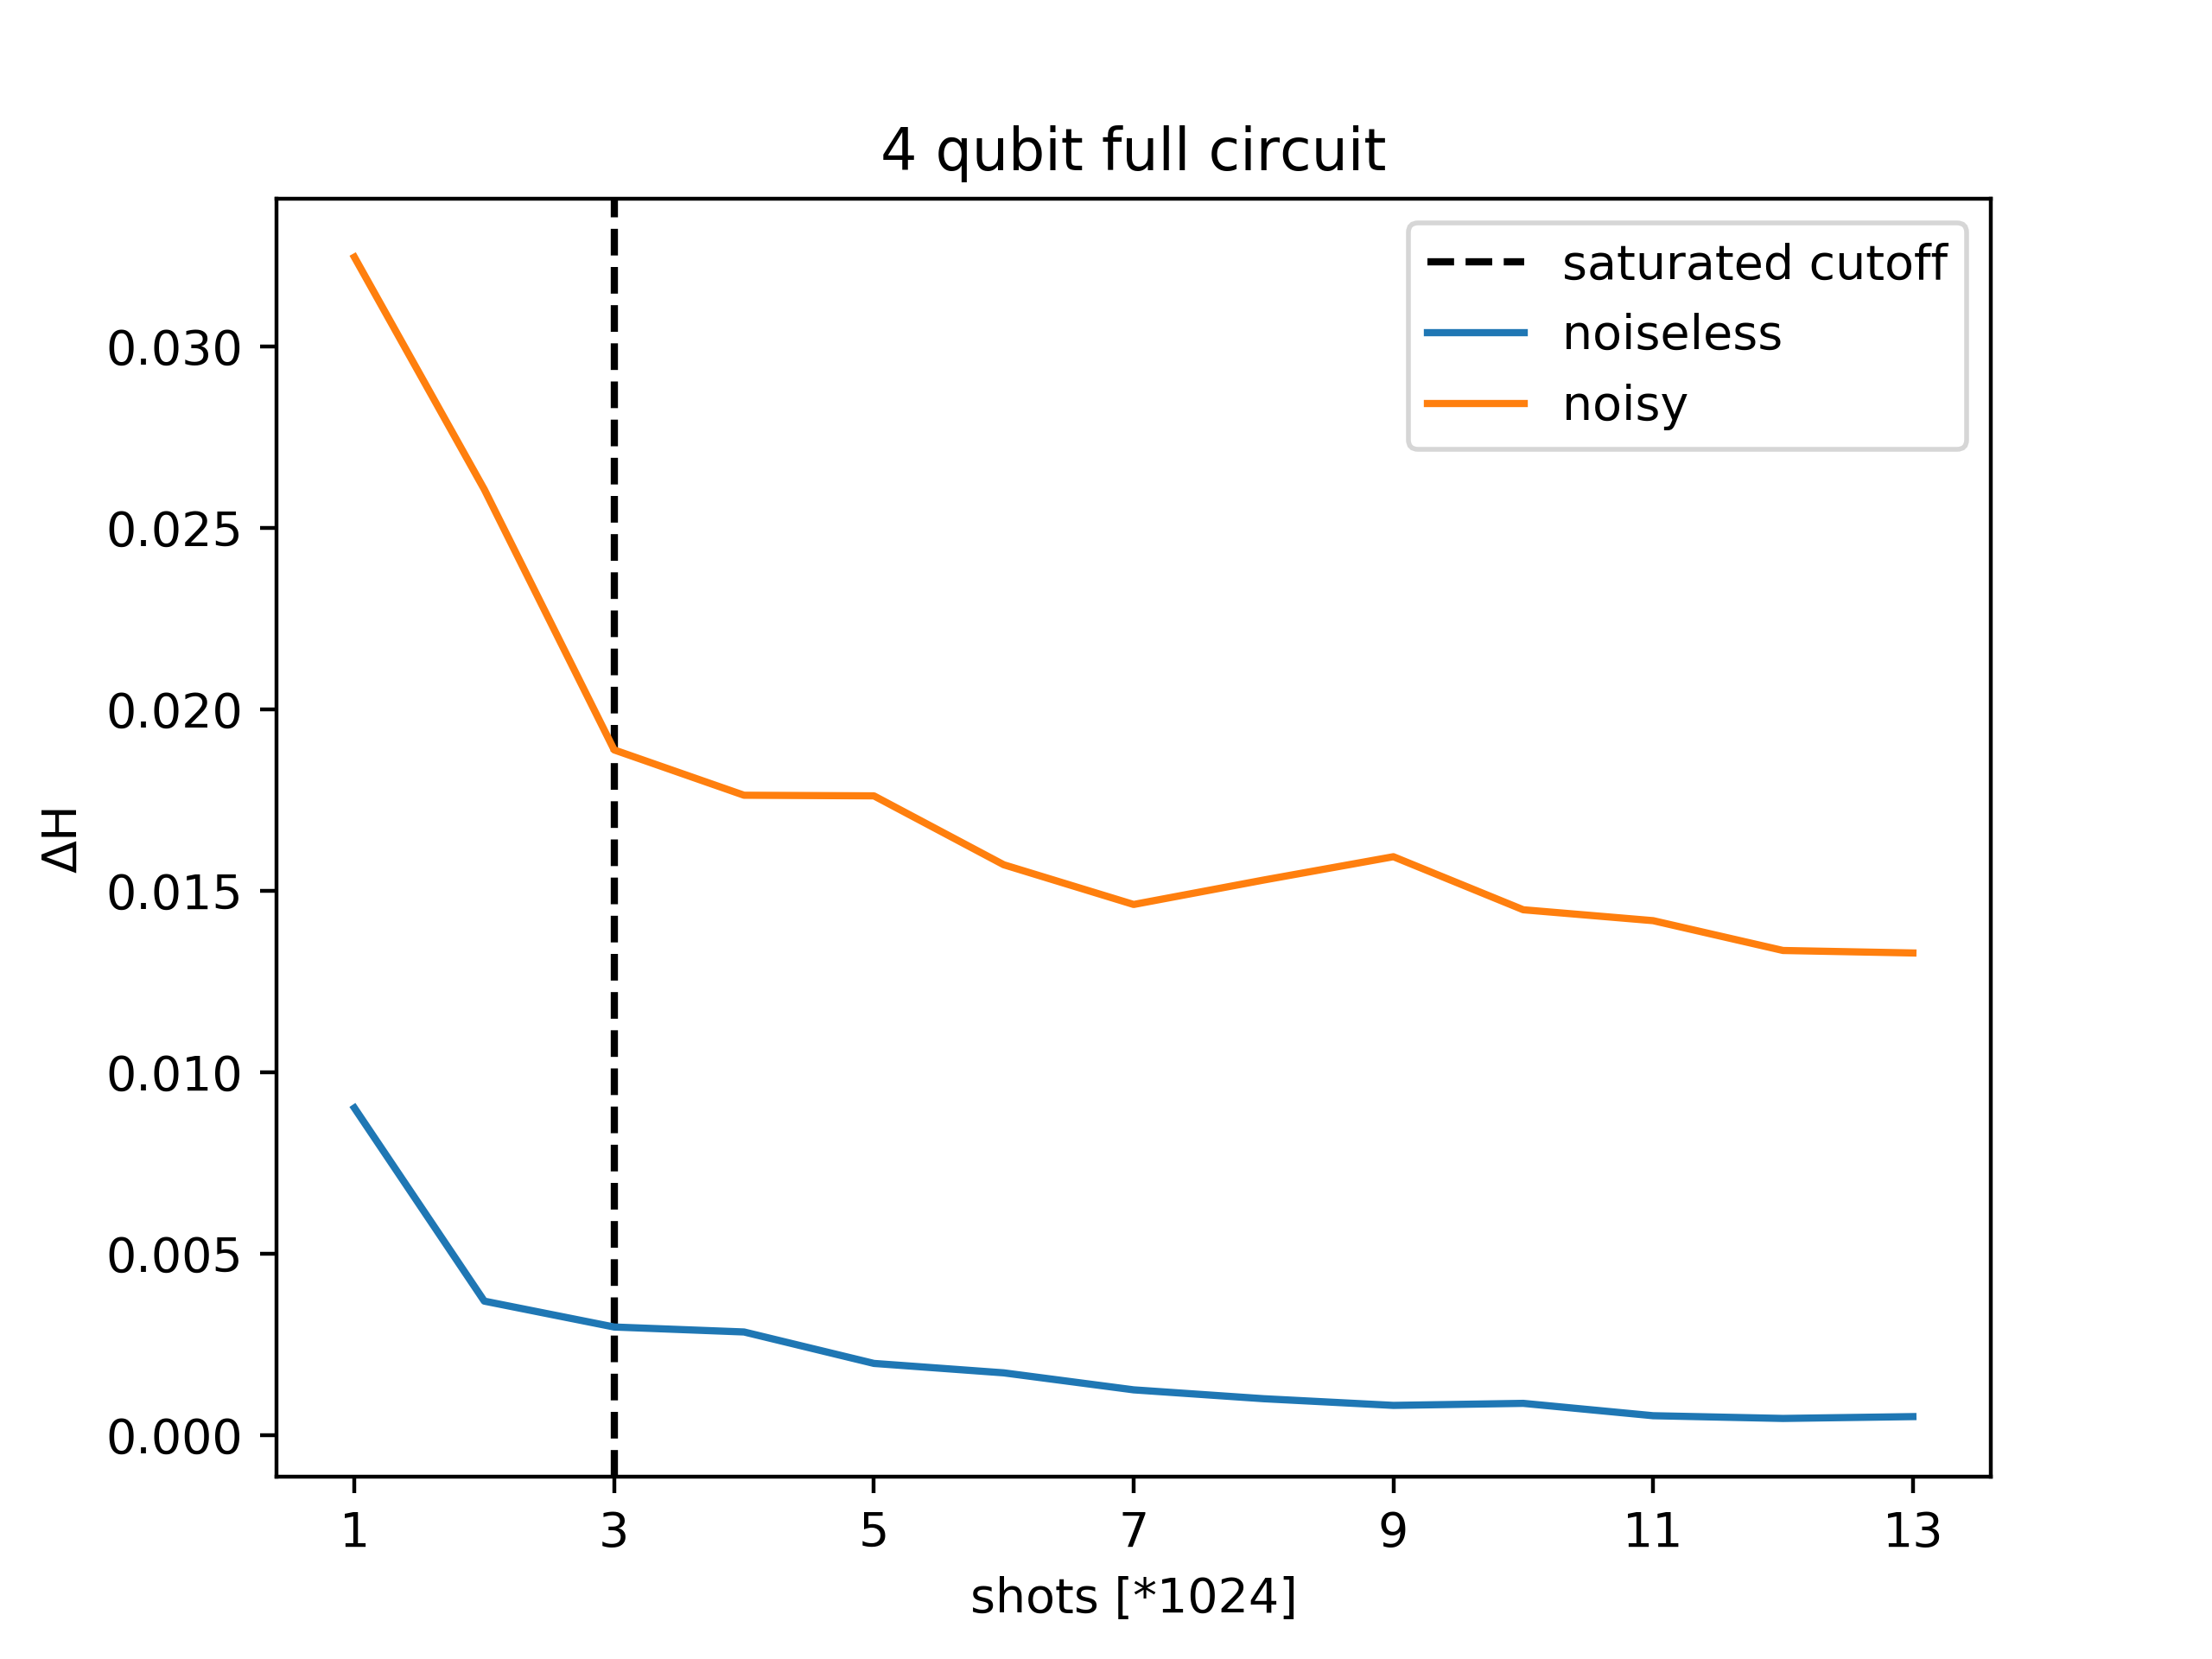 4 qubit full circuit
saturated cutoff
noiseless
noisy
0.030
0.025
0.020
0.015
0.010
0.005
0.000
ΔH
1 3 5 7 9 11 13
shots [*1024]